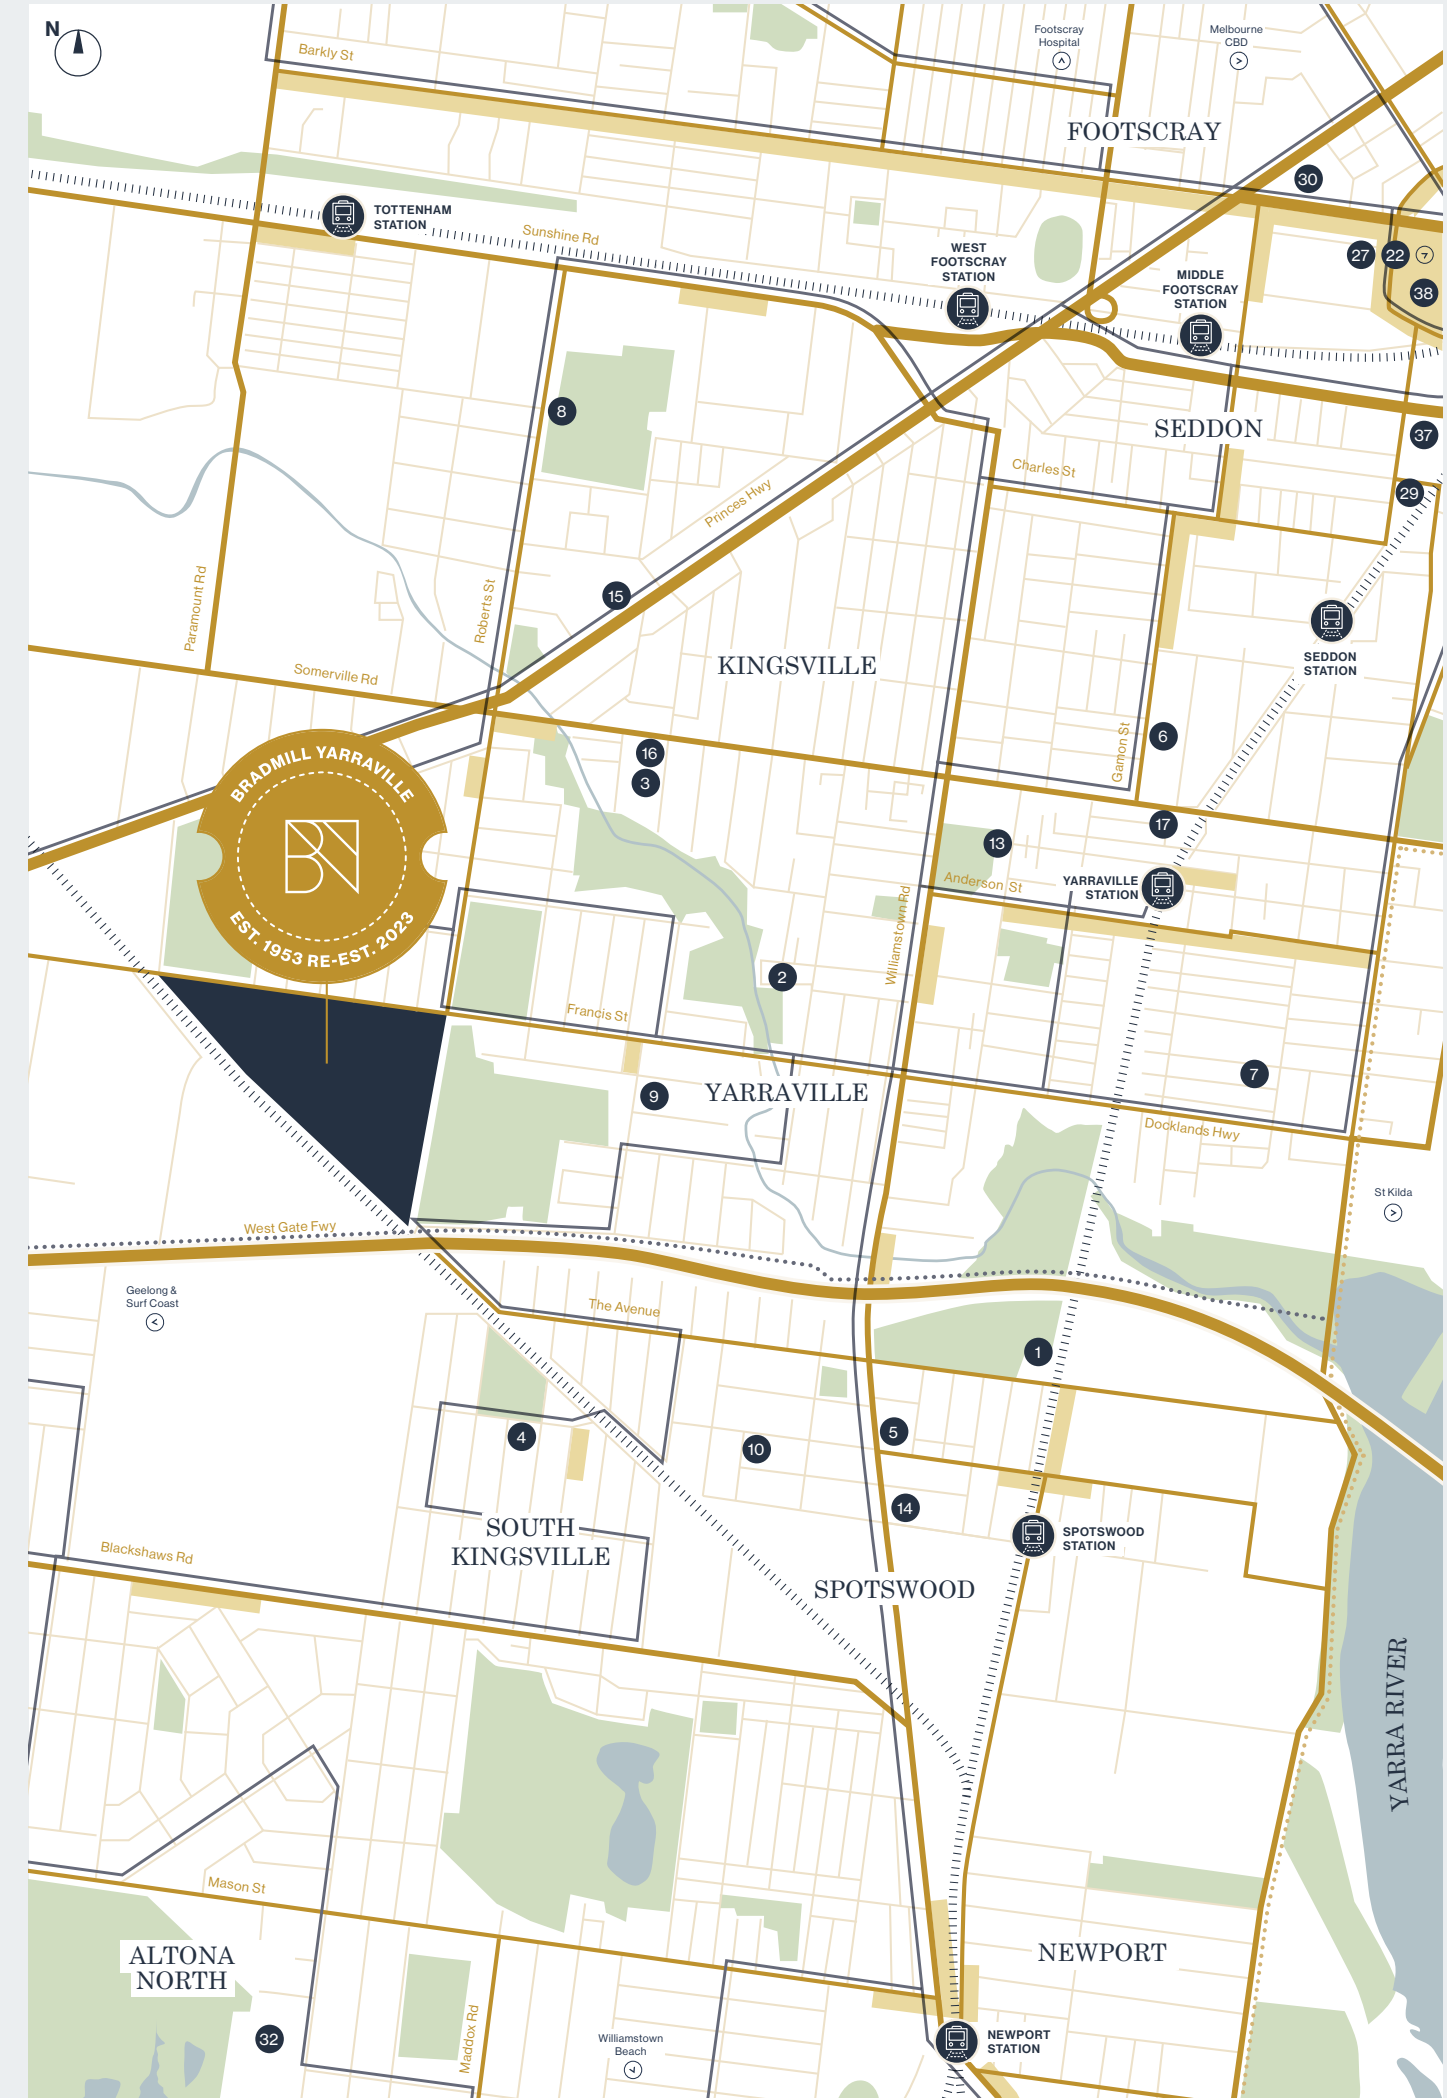 N
Barkly St
Footscray
Hospital
Melbourne
CBD
FOOTSCRAY
30
TOTTENHAM
STATION
Sunshine Rd
WEST
FOOTSCRAY
STATION
MIDDLE
FOOTSCRAY
STATION
27
22
38
8
SEDDON
37
Charles St
29
Princes Hwy
15
Paramount Rd
Roberts St
SEDDON
STATION
KINGSVILLE
Somerville Rd
Gamon St
6
16
3
BRADMILL YARRAVILLE
BN
EST. 1953 RE-EST. 2023
17
13
Anderson St
YARRAVILLE
STATION
Williamstown Rd
2
Francis St
7
9
YARRAVILLE
Docklands Hwy
St Kilda
West Gate Fwy
Geelong &
Surf Coast
The Avenue
1
4
10
5
14
SOUTH
KINGSVILLE
SPOTSWOOD
STATION
Blackshaws Rd
SPOTSWOOD
YARRA RIVER
Mason St
ALTONA
NORTH
NEWPORT
32
Maddox Rd
Williamstown
Beach
NEWPORT
STATION